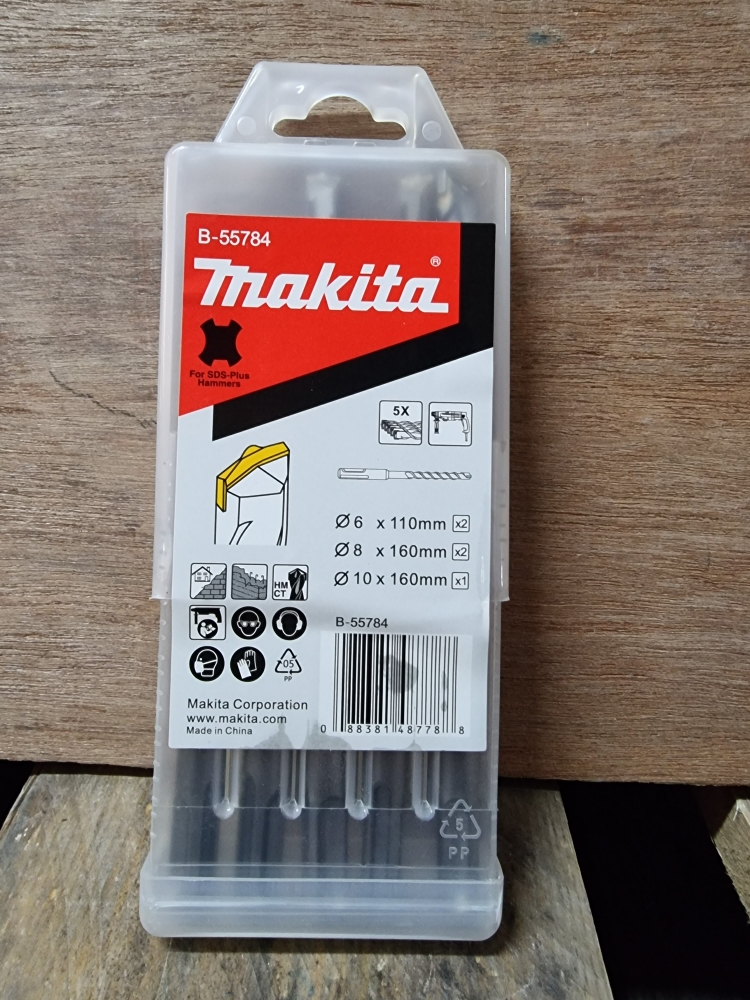 B-55784
makita®
For SDS-Plus
Hammers
5X
Ø 6 x 110mm x2
Ø 8 x 160mm x2
Ø 10 x 160mm x1
HM
CT
05
PP
B-55784
0 88381 48778 8
Makita Corporation
www.makita.com
Made in China
5
PP